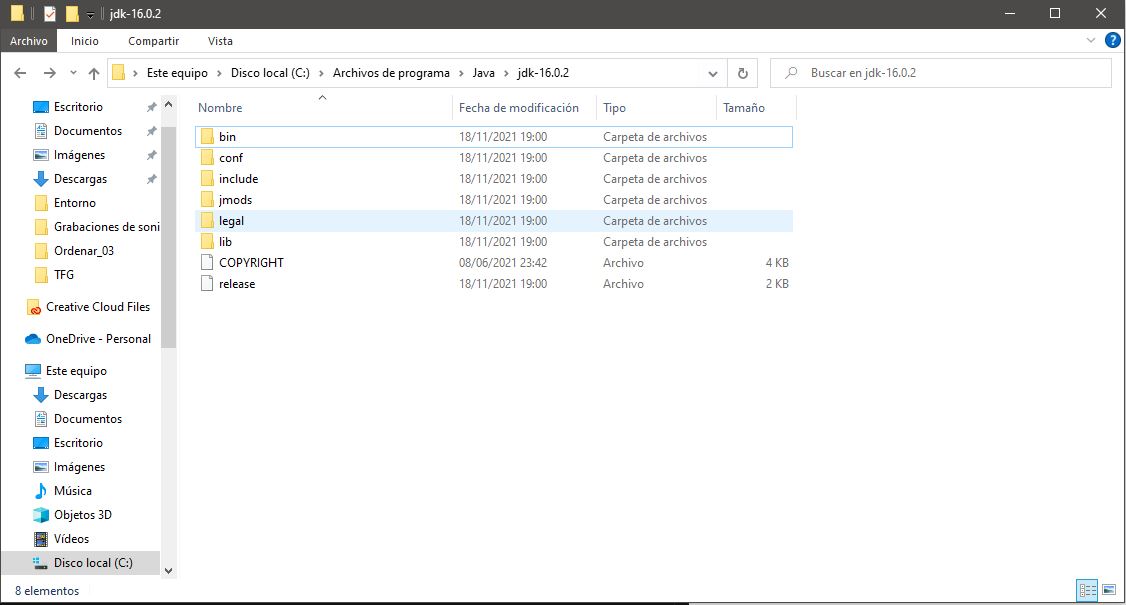 jdk-16.0.2
Archivo Inicio Compartir Vista
Este equipo > Disco local (C:) > Archivos de programa > Java > jdk-16.0.2
Buscar en jdk-16.0.2
Escritorio
Documentos
Imágenes
Descargas
Entorno
Grabaciones de soni
Ordenar_03
TFG
Creative Cloud Files
OneDrive - Personal
Este equipo
Descargas
Documentos
Escritorio
Imágenes
Música
Objetos 3D
Vídeos
Disco local (C:)
Nombre Fecha de modificación Tipo Tamaño
bin 18/11/2021 19:00 Carpeta de archivos
conf 18/11/2021 19:00 Carpeta de archivos
include 18/11/2021 19:00 Carpeta de archivos
jmods 18/11/2021 19:00 Carpeta de archivos
legal 18/11/2021 19:00 Carpeta de archivos
lib 18/11/2021 19:00 Carpeta de archivos
COPYRIGHT 08/06/2021 23:42 Archivo 4 KB
release 18/11/2021 19:00 Archivo 2 KB
8 elementos